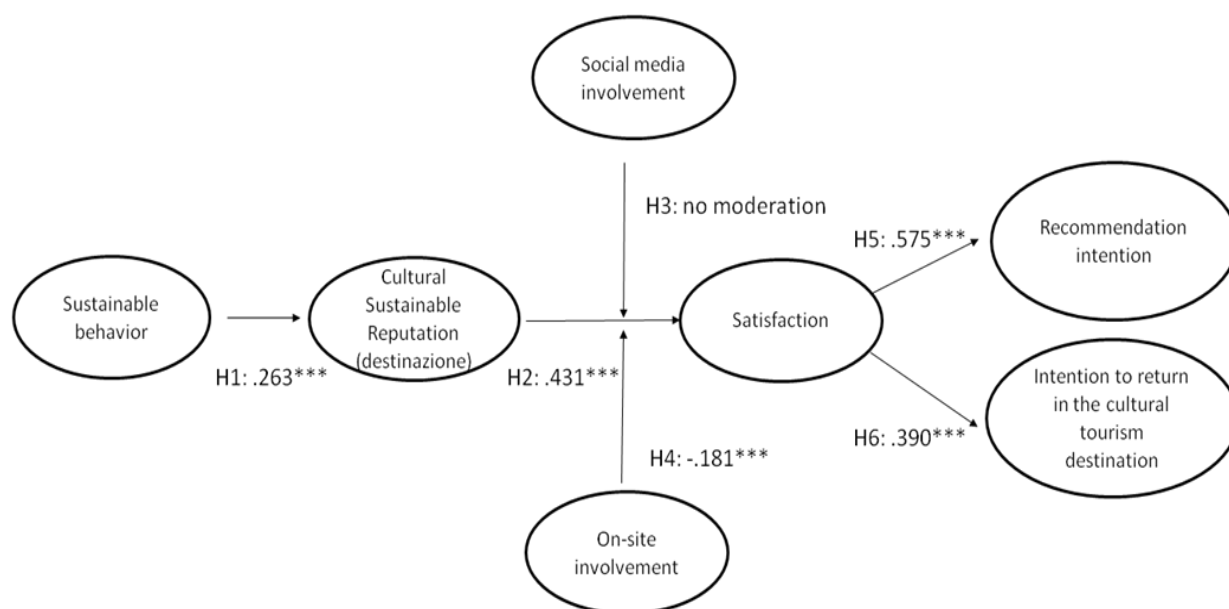 Social media
involvement
H3: no moderation
H5: .575***
Recommendation
intention
Sustainable
behavior
H1: .263***
Cultural
Sustainable
Reputation
(destinazione)
H2: .431***
Satisfaction
H6: .390***
Intention to return
in the cultural
tourism
destination
H4: -.181***
On-site
involvement